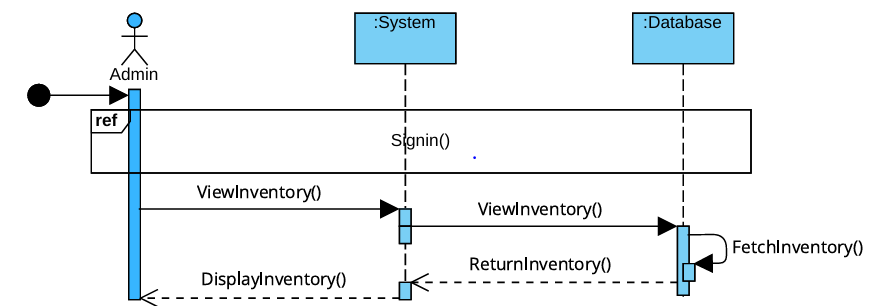 :System
:Database
Admin
ref
Signin()
ViewInventory()
ViewInventory()
FetchInventory()
ReturnInventory()
DisplayInventory()